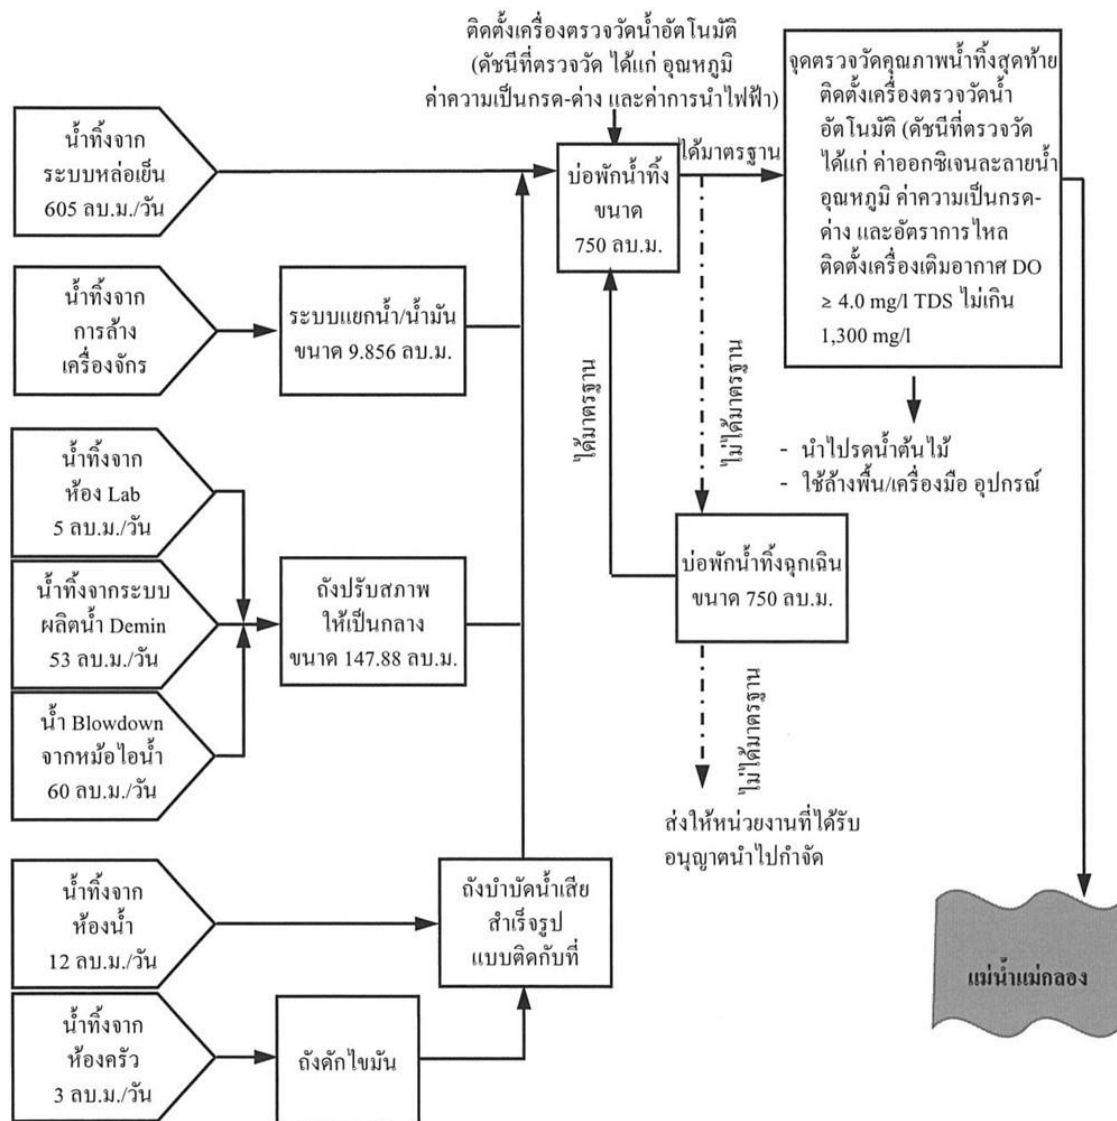 ติดตั้งเครื่องตรวจวัดน้ำอัตโนมัติ
(ดัชนีที่ตรวจวัด ได้แก่ อุณหภูมิ
ค่าความเป็นกรด-ด่าง และค่าการนำไฟฟ้า)
น้ำทิ้งจาก
ระบบหล่อเย็น
605 ลบ.ม./วัน
บ่อพักน้ำทิ้ง
ขนาด
750 ลบ.ม.
ได้มาตรฐาน
จุดตรวจวัดคุณภาพน้ำทิ้งสุดท้าย
ติดตั้งเครื่องตรวจวัดน้ำ
อัตโนมัติ (ดัชนีที่ตรวจวัด
ได้แก่ ค่าออกซิเจนละลายน้ำ
อุณหภูมิ ค่าความเป็นกรด-
ด่าง และอัตราการไหล
ติดตั้งเครื่องเติมอากาศ DO
≥ 4.0 mg/l TDS ไม่เกิน
1,300 mg/l
น้ำทิ้งจาก
การล้าง
เครื่องจักร
ระบบแยกน้ำ/น้ำมัน
ขนาด 9.856 ลบ.ม.
ได้มาตรฐาน
ไม่ได้มาตรฐาน
- นำไปรดน้ำต้นไม้
- ใช้ล้างพื้น/เครื่องมือ อุปกรณ์
น้ำทิ้งจาก
ห้อง Lab
5 ลบ.ม./วัน
บ่อพักน้ำทิ้งฉุกเฉิน
ขนาด 750 ลบ.ม.
น้ำทิ้งจากระบบ
ผลิตน้ำ Demin
53 ลบ.ม./วัน
ถังปรับสภาพ
ให้เป็นกลาง
ขนาด 147.88 ลบ.ม.
น้ำ Blowdown
จากหม้อไอน้ำ
60 ลบ.ม./วัน
ไม่ได้มาตรฐาน
ส่งให้หน่วยงานที่ได้รับ
อนุญาตนำไปกำจัด
น้ำทิ้งจาก
ห้องน้ำ
12 ลบ.ม./วัน
ถังบำบัดน้ำเสีย
สำเร็จรูป
แบบติดกับที่
แม่น้ำแม่กลอง
น้ำทิ้งจาก
ห้องครัว
3 ลบ.ม./วัน
ถังดักไขมัน